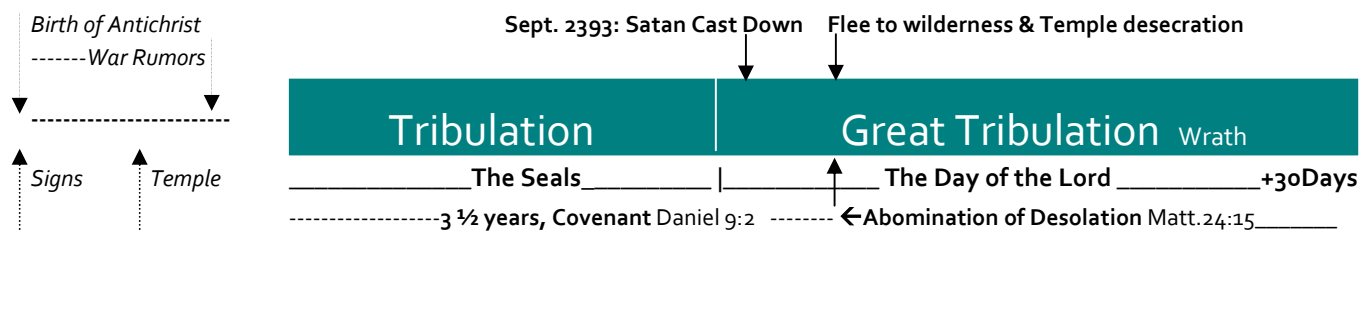 Birth of Antichrist
Sept. 2393: Satan Cast Down Flee to wilderness & Temple desecration
-------War Rumors
Tribulation Great Tribulation Wrath
Signs Temple
______________The Seals__________ |____________ The Day of the Lord ___________+30Days
-------------------3 ½ years, Covenant Daniel 9:2 -------- ←Abomination of Desolation Matt.24:15_______